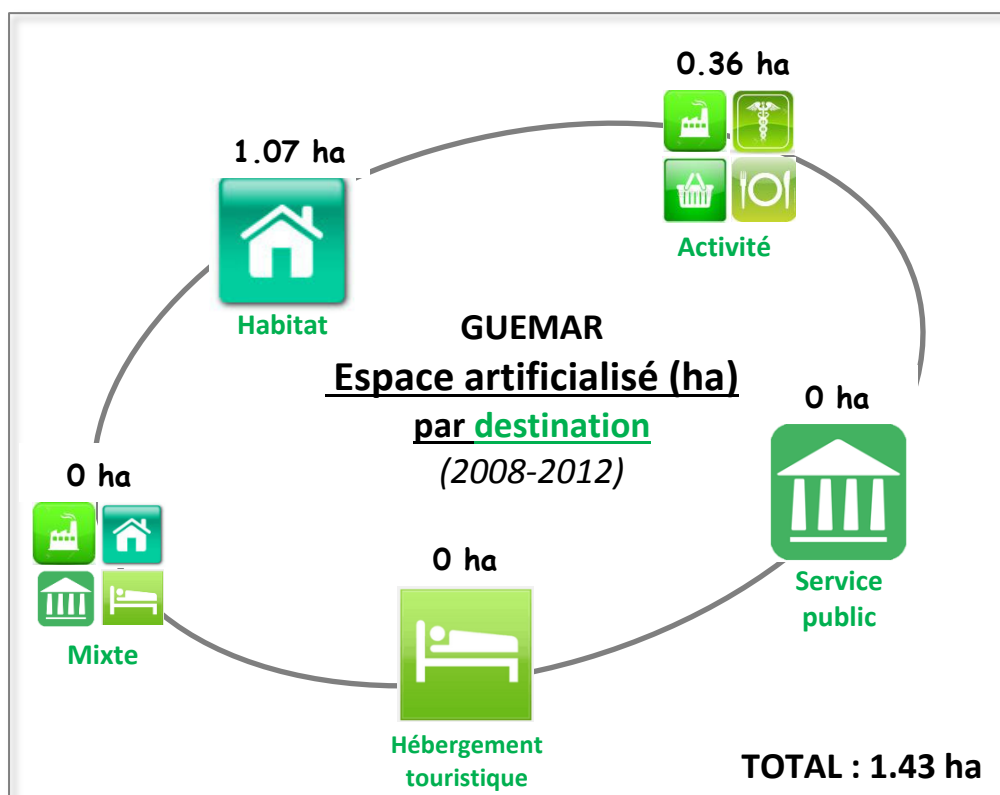 0.36 ha
Activité
1.07 ha
Habitat
GUEMAR
Espace artificialisé (ha)
par destination
(2008-2012)
0 ha
Service
public
0 ha
Mixte
0 ha
Hébergement
touristique
TOTAL : 1.43 ha